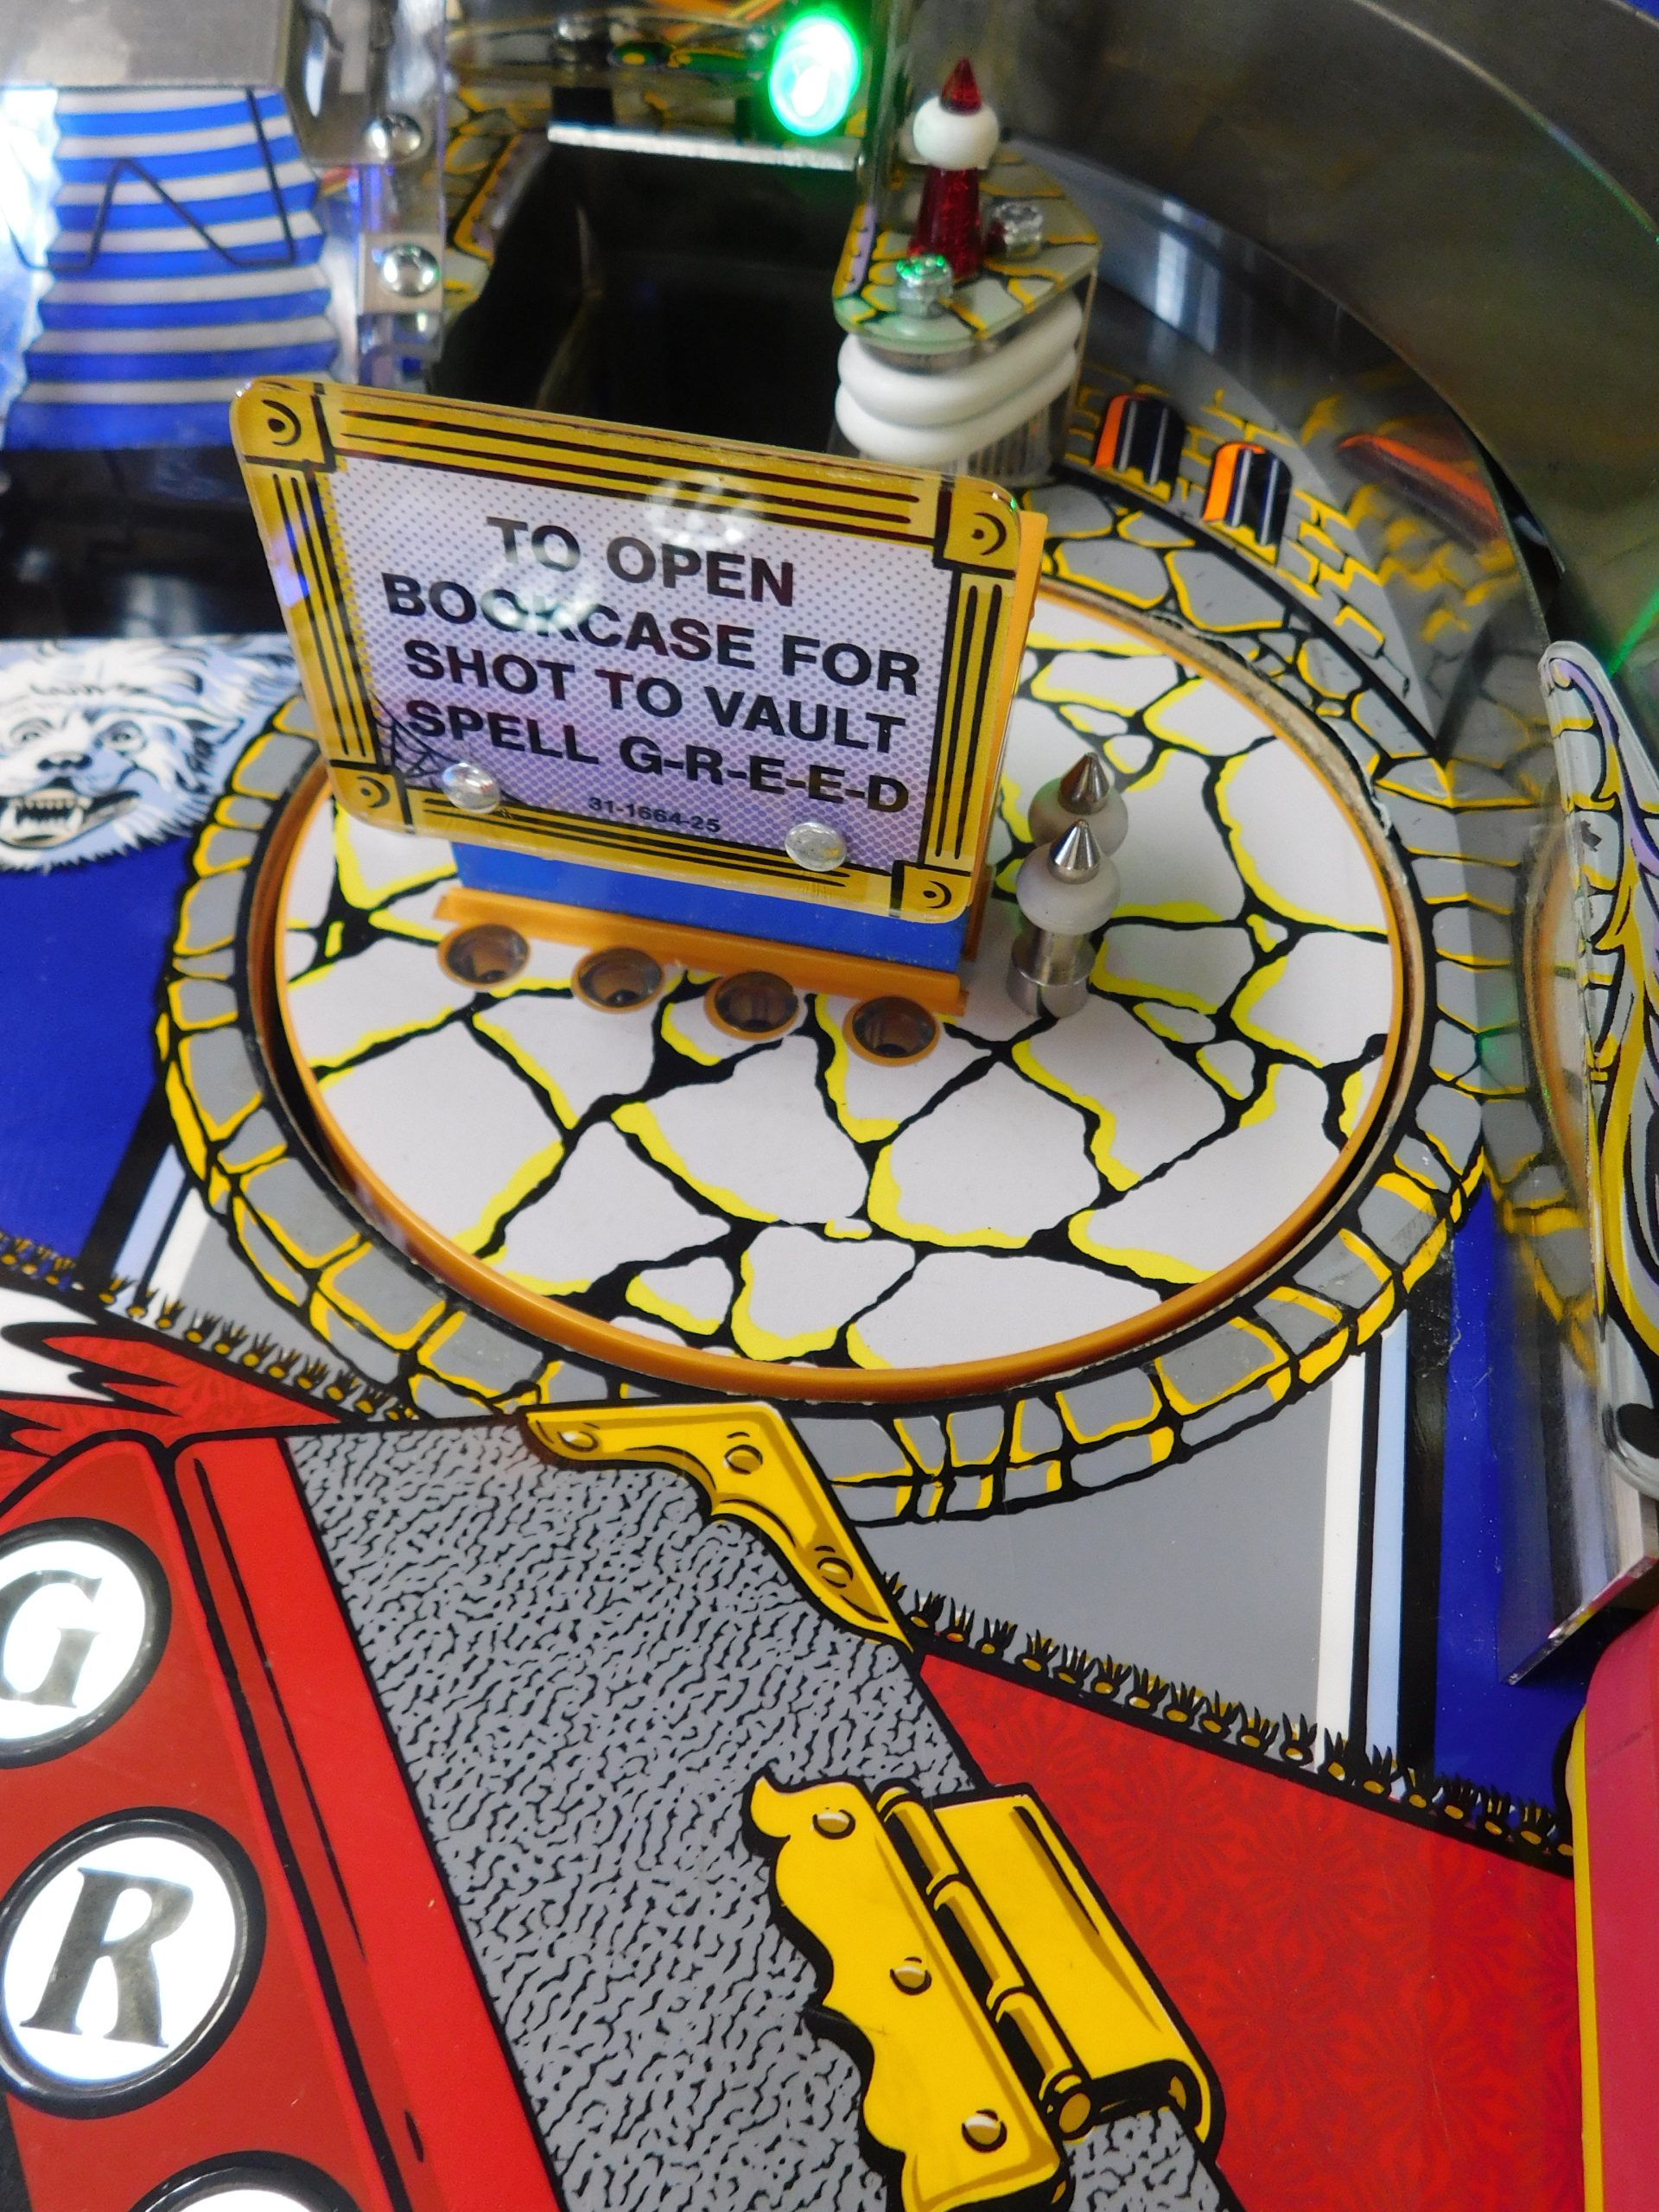 TO OPEN
BOOKCASE FOR
SHOT TO VAULT
SPELL G-R-E-E-D
31-1664-25
G
R